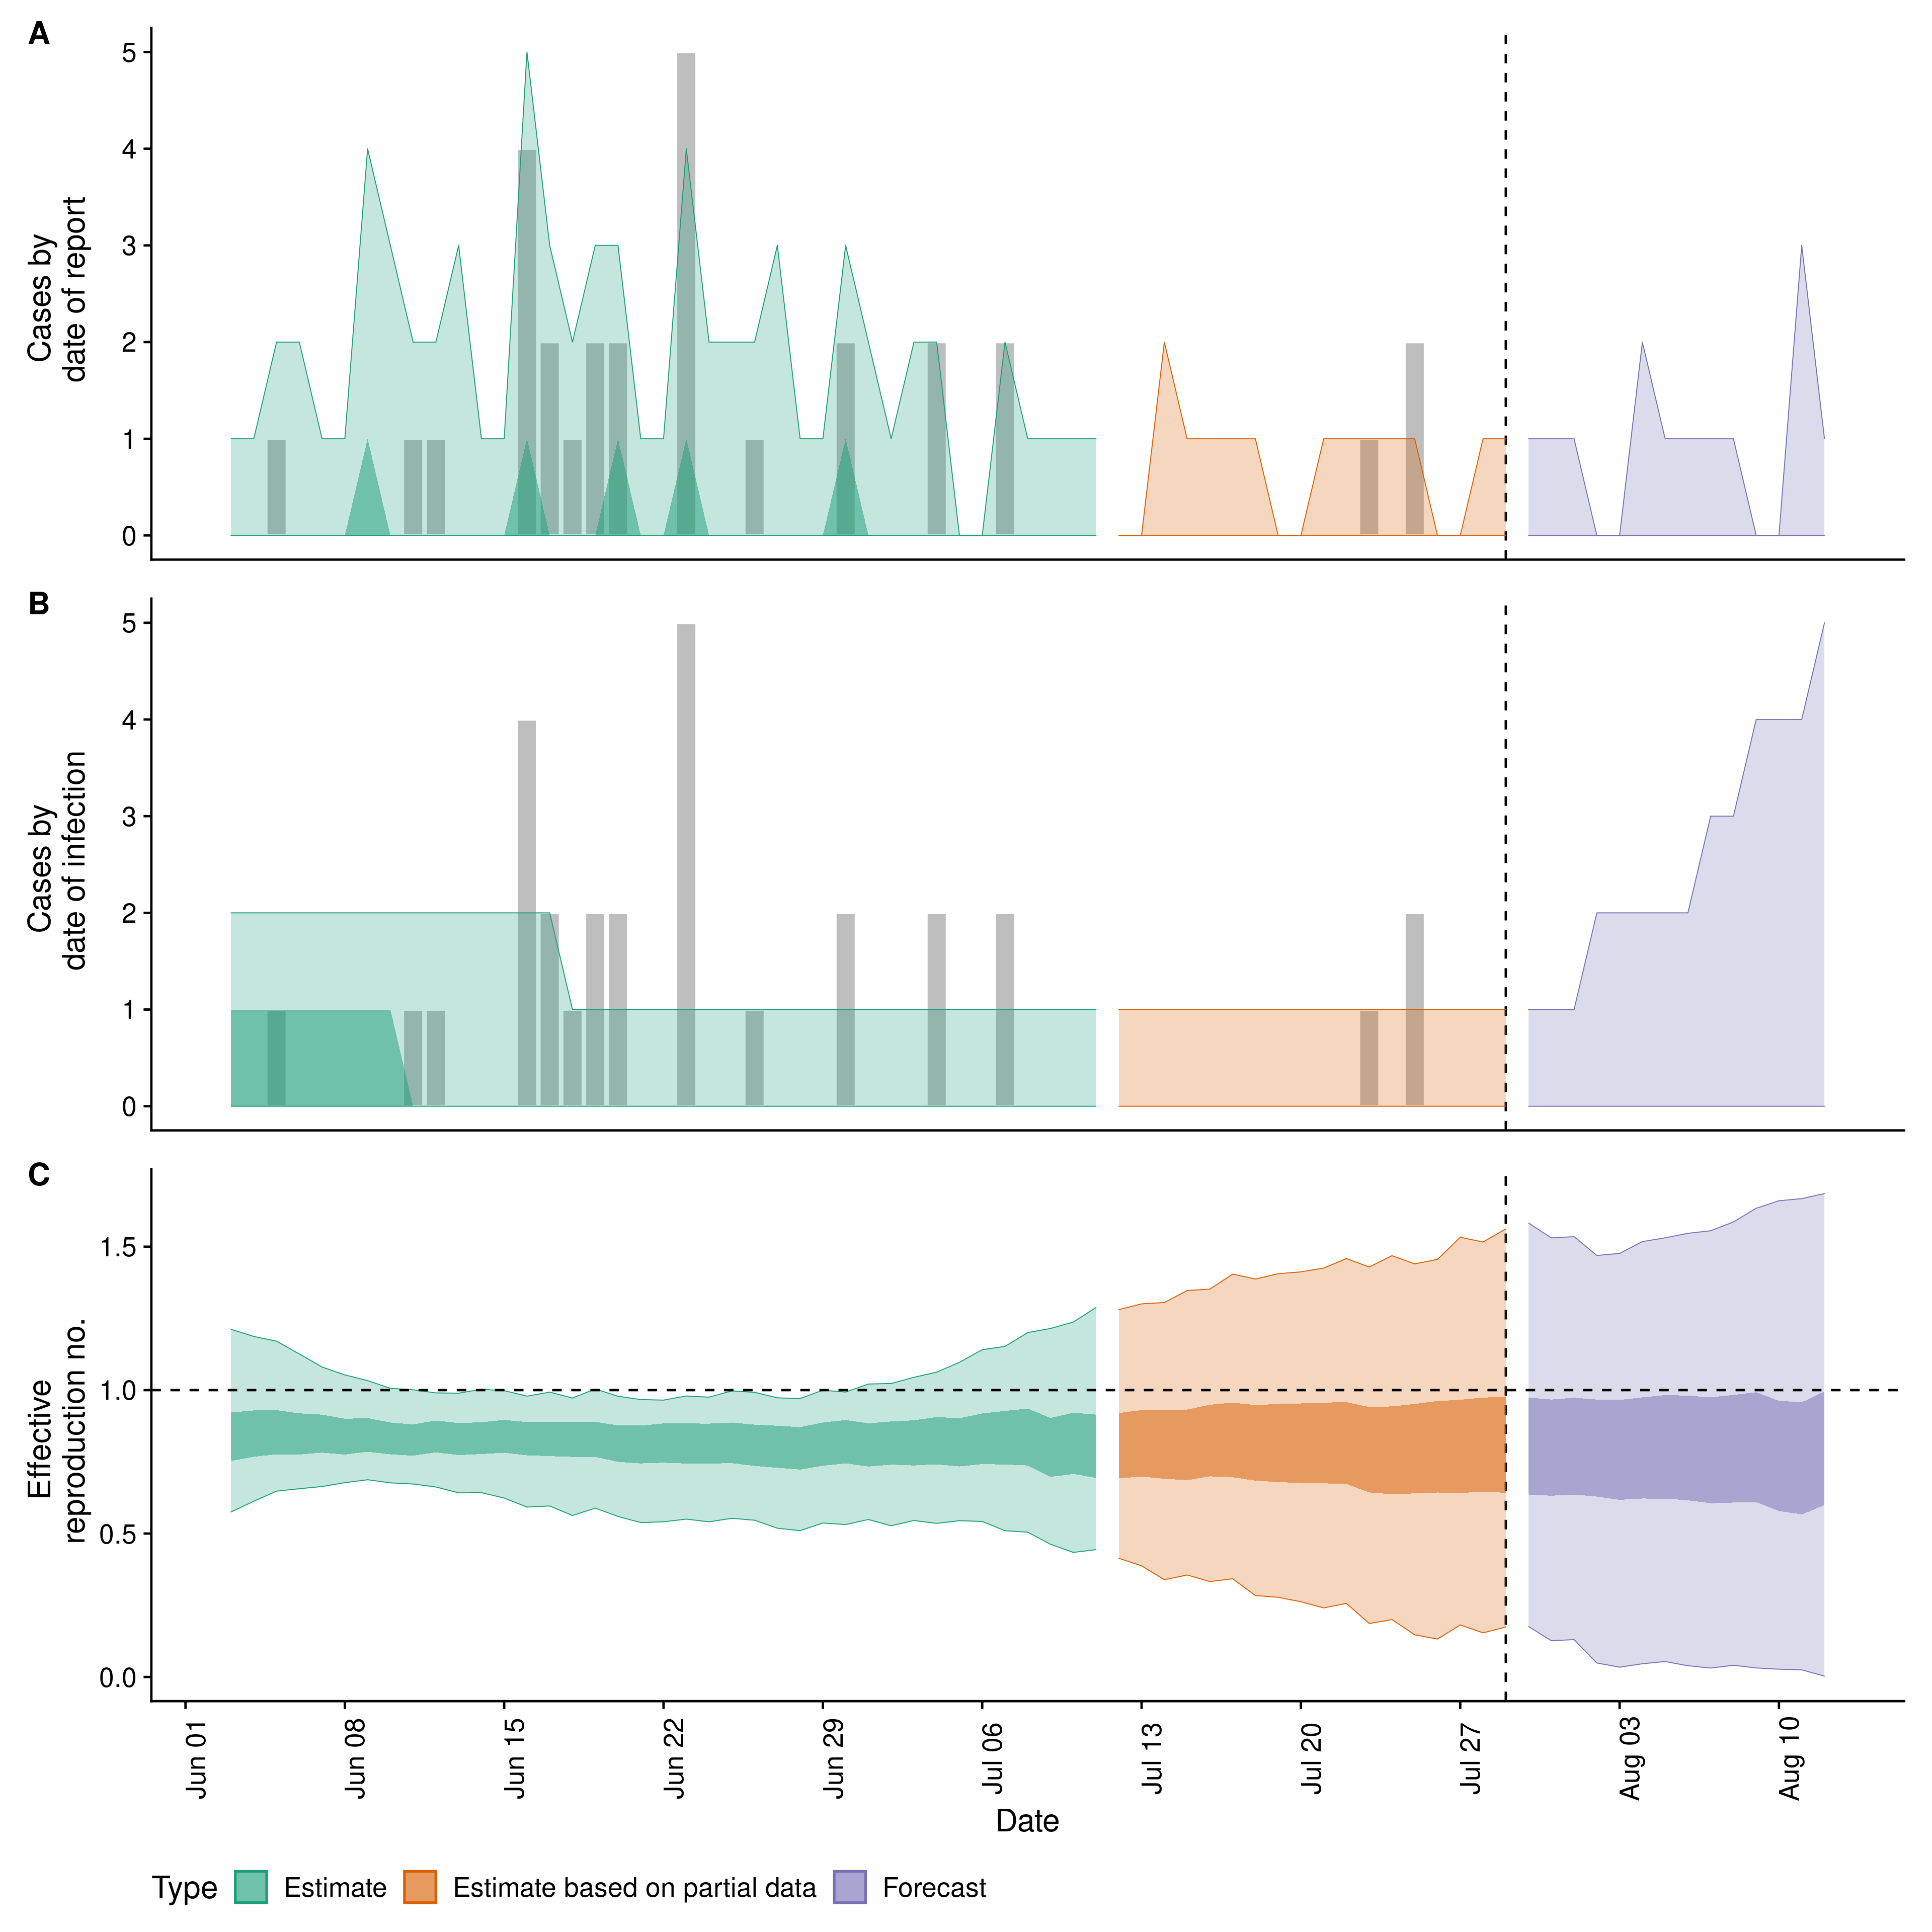 A
5
4
3
2
1
0
Cases by
date of report
B
5
4
3
2
1
0
Cases by
date of infection
C
1.5
1.0
0.5
0.0
Effective
reproduction no.
Jun 01
Jun 08
Jun 15
Jun 22
Jun 29
Jul 06
Jul 13
Jul 20
Jul 27
Aug 03
Aug 10
Date
Type Estimate Estimate based on partial data Forecast